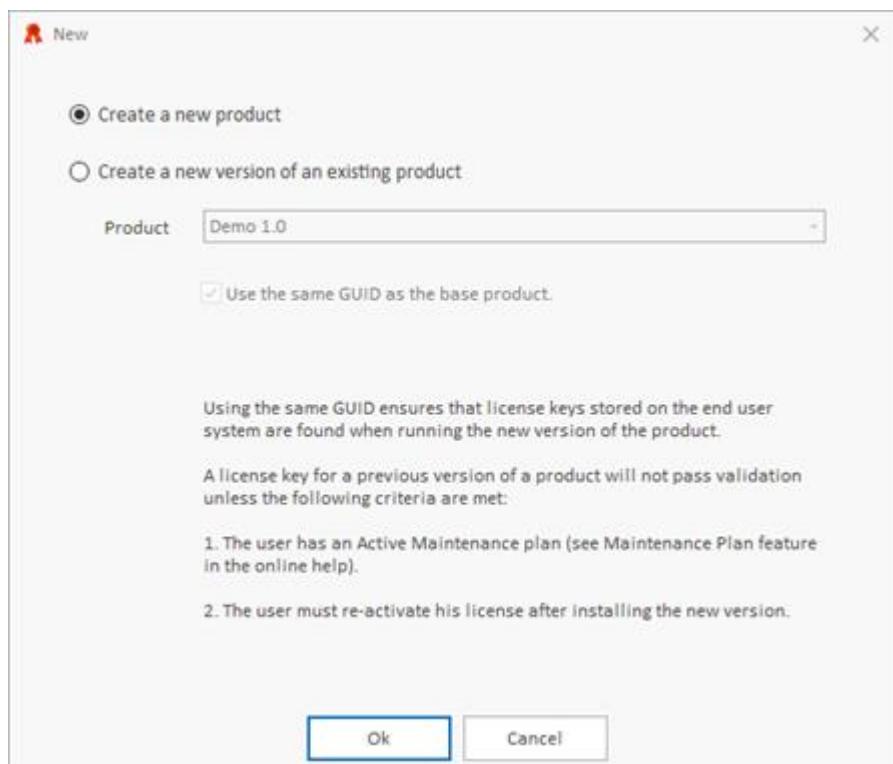 New
Create a new product
Create a new version of an existing product
Product
Demo 1.0
Use the same GUID as the base product.
Using the same GUID ensures that license keys stored on the end user
system are found when running the new version of the product.
A license key for a previous version of a product will not pass validation
unless the following criteria are met:
1. The user has an Active Maintenance plan (see Maintenance Plan feature
in the online help).
2. The user must re-activate his license after installing the new version.
Ok
Cancel